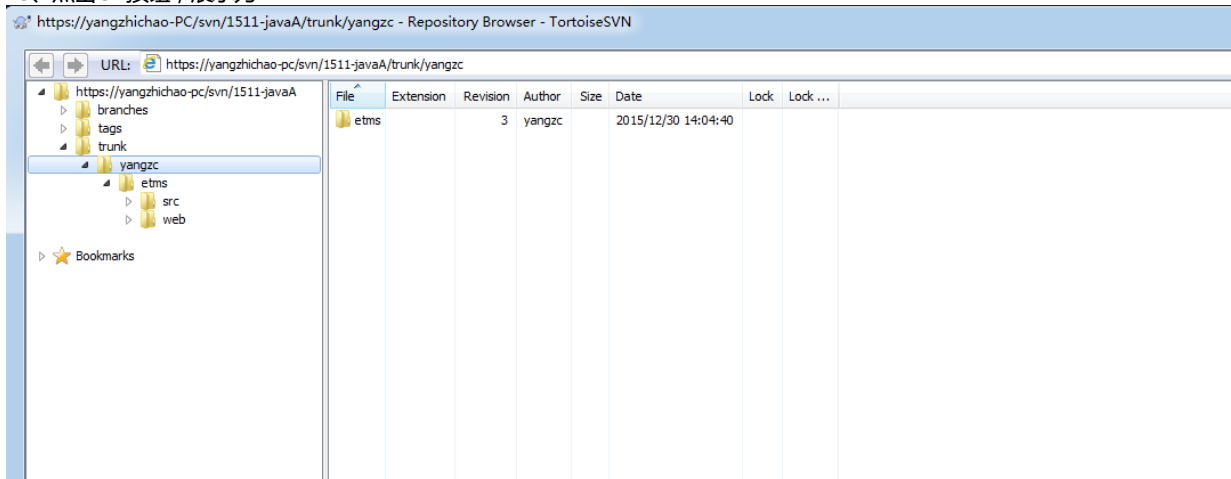 https://yangzhichao-PC/svn/1511-javaA/trunk/yangzc - Repository Browser - TortoiseSVN
URL: https://yangzhichao-pc/svn/1511-javaA/trunk/yangzc
https://yangzhichao-pc/svn/1511-javaA
branches
tags
trunk
yangzc
etms
src
web
Bookmarks
File Extension Revision Author Size Date Lock Lock ...
etms 3 yangzc 2015/12/30 14:04:40